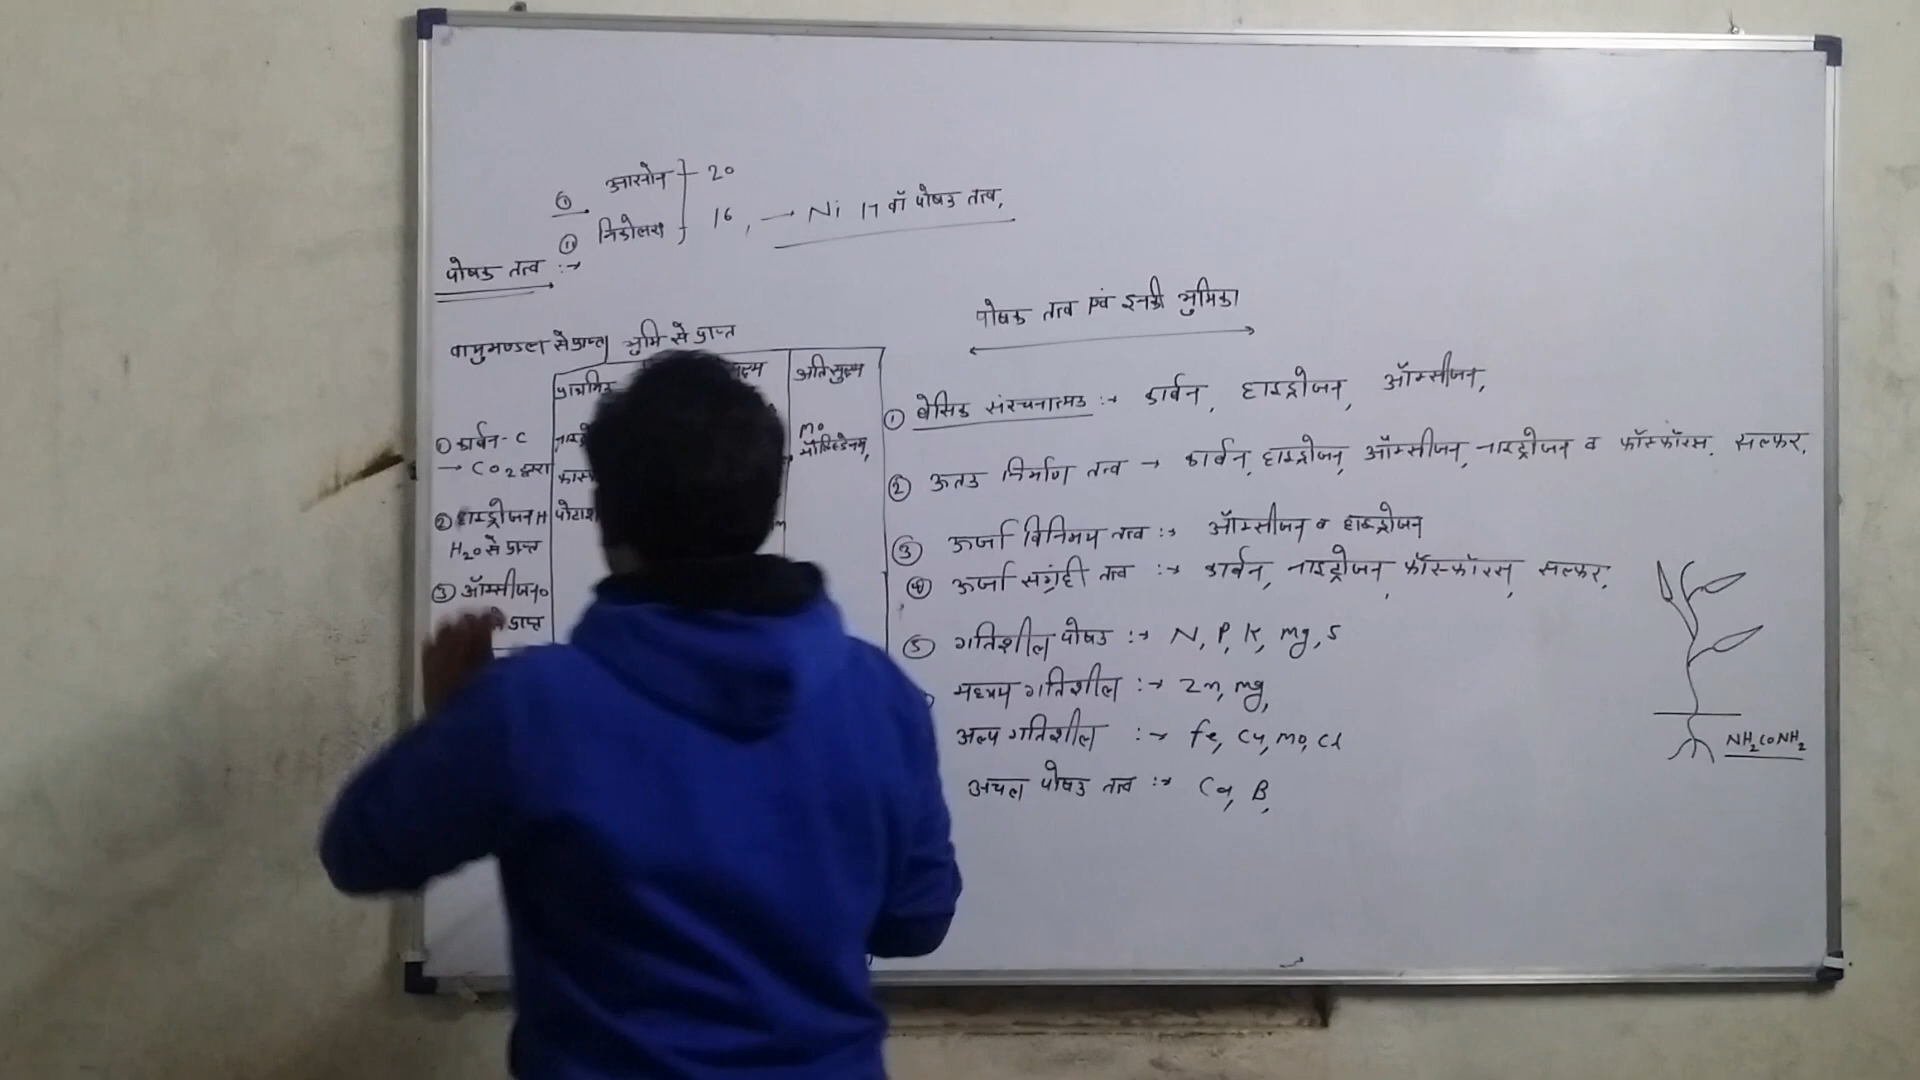 ① आरनोन } 20
⑪ निकोलस } 16, → Ni 17 वॉ पोषक तत्व,
पोषक तत्व :→
वायुमण्डल से प्राप्त
भूमि से प्राप्त
प्राथमिक
अतिसूक्ष्म
① कार्बन - C
→ CO2 द्वारा
② हाइड्रोजन H
H2O से प्राप्त
③ ऑक्सीजन O
प्राप्त
Mo
मॉलिब्डेनम,
पोषक तत्व एवं इनकी भुमिका
① बेसिक संरचनात्मक :→ कार्बन, हाइड्रोजन, ऑक्सीजन,
② ऊतक निर्माण तत्व → कार्बन, हाइड्रोजन, ऑक्सीजन, नाइट्रोजन व फॉस्फॉरस, सल्फर,
③ ऊर्जा विनिमय तत्व :→ ऑक्सीजन व हाइड्रोजन
④ ऊर्जा संग्रही तत्व :→ कार्बन, नाइट्रोजन, फॉस्फॉरस, सल्फर,
⑤ गतिशील पोषक :→ N, P, K, Mg, S
मध्यम गतिशील :→ Zn, Mg,
अल्प गतिशील :→ Fe, Cu, Mo, Cl
अचल पोषक तत्व :→ Ca, B,
NH2CONH2